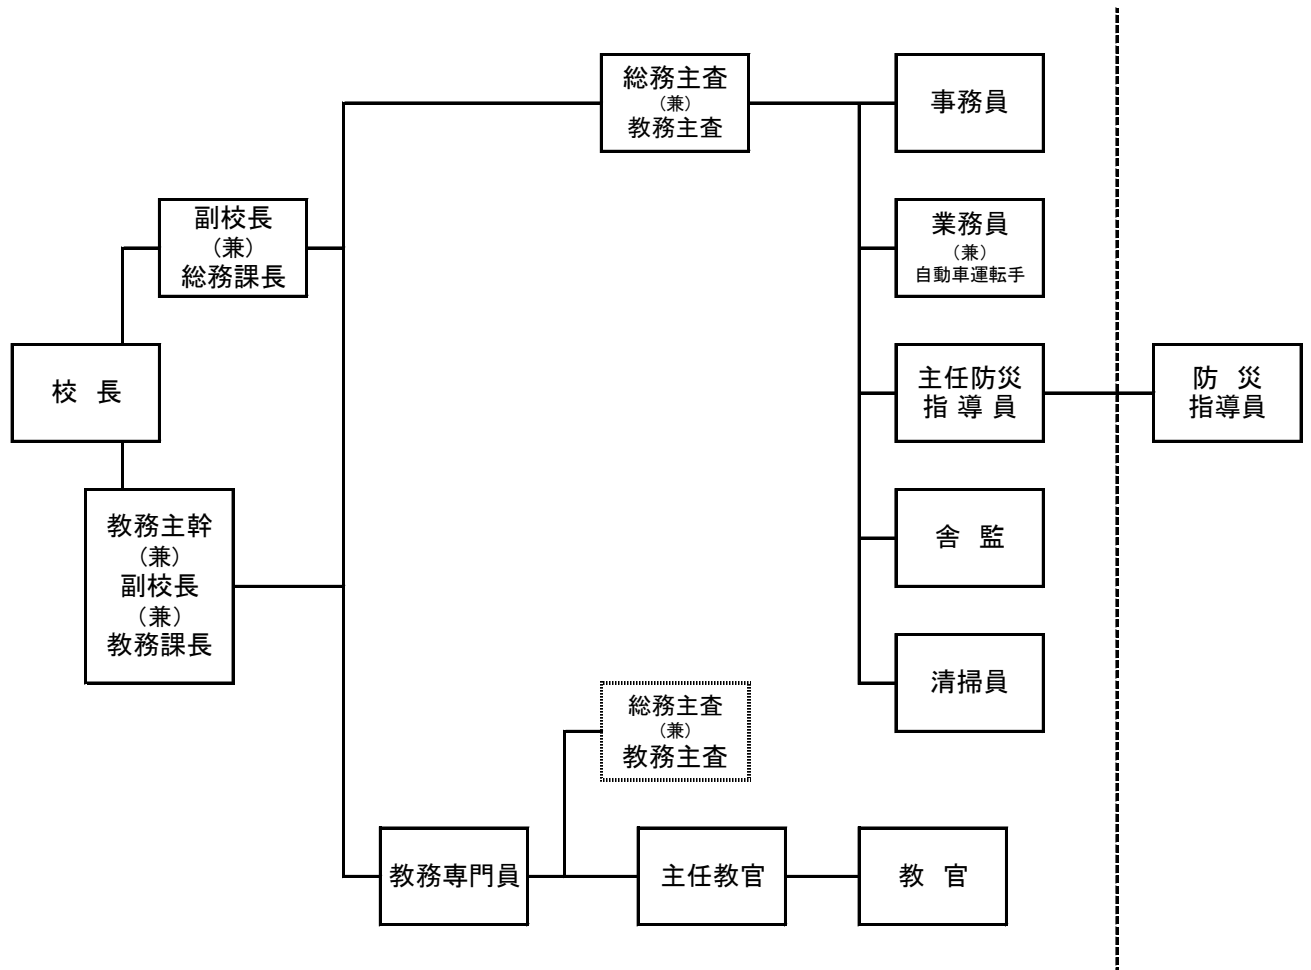 総務主査
（兼）
教務主査
事務員
副校長
（兼）
総務課長
業務員
（兼）
自動車運転手
校 長
主任防災
指 導 員
防 災
指導員
教務主幹
（兼）
副校長
（兼）
教務課長
舎 監
清掃員
総務主査
（兼）
教務主査
教務専門員
主任教官
教 官